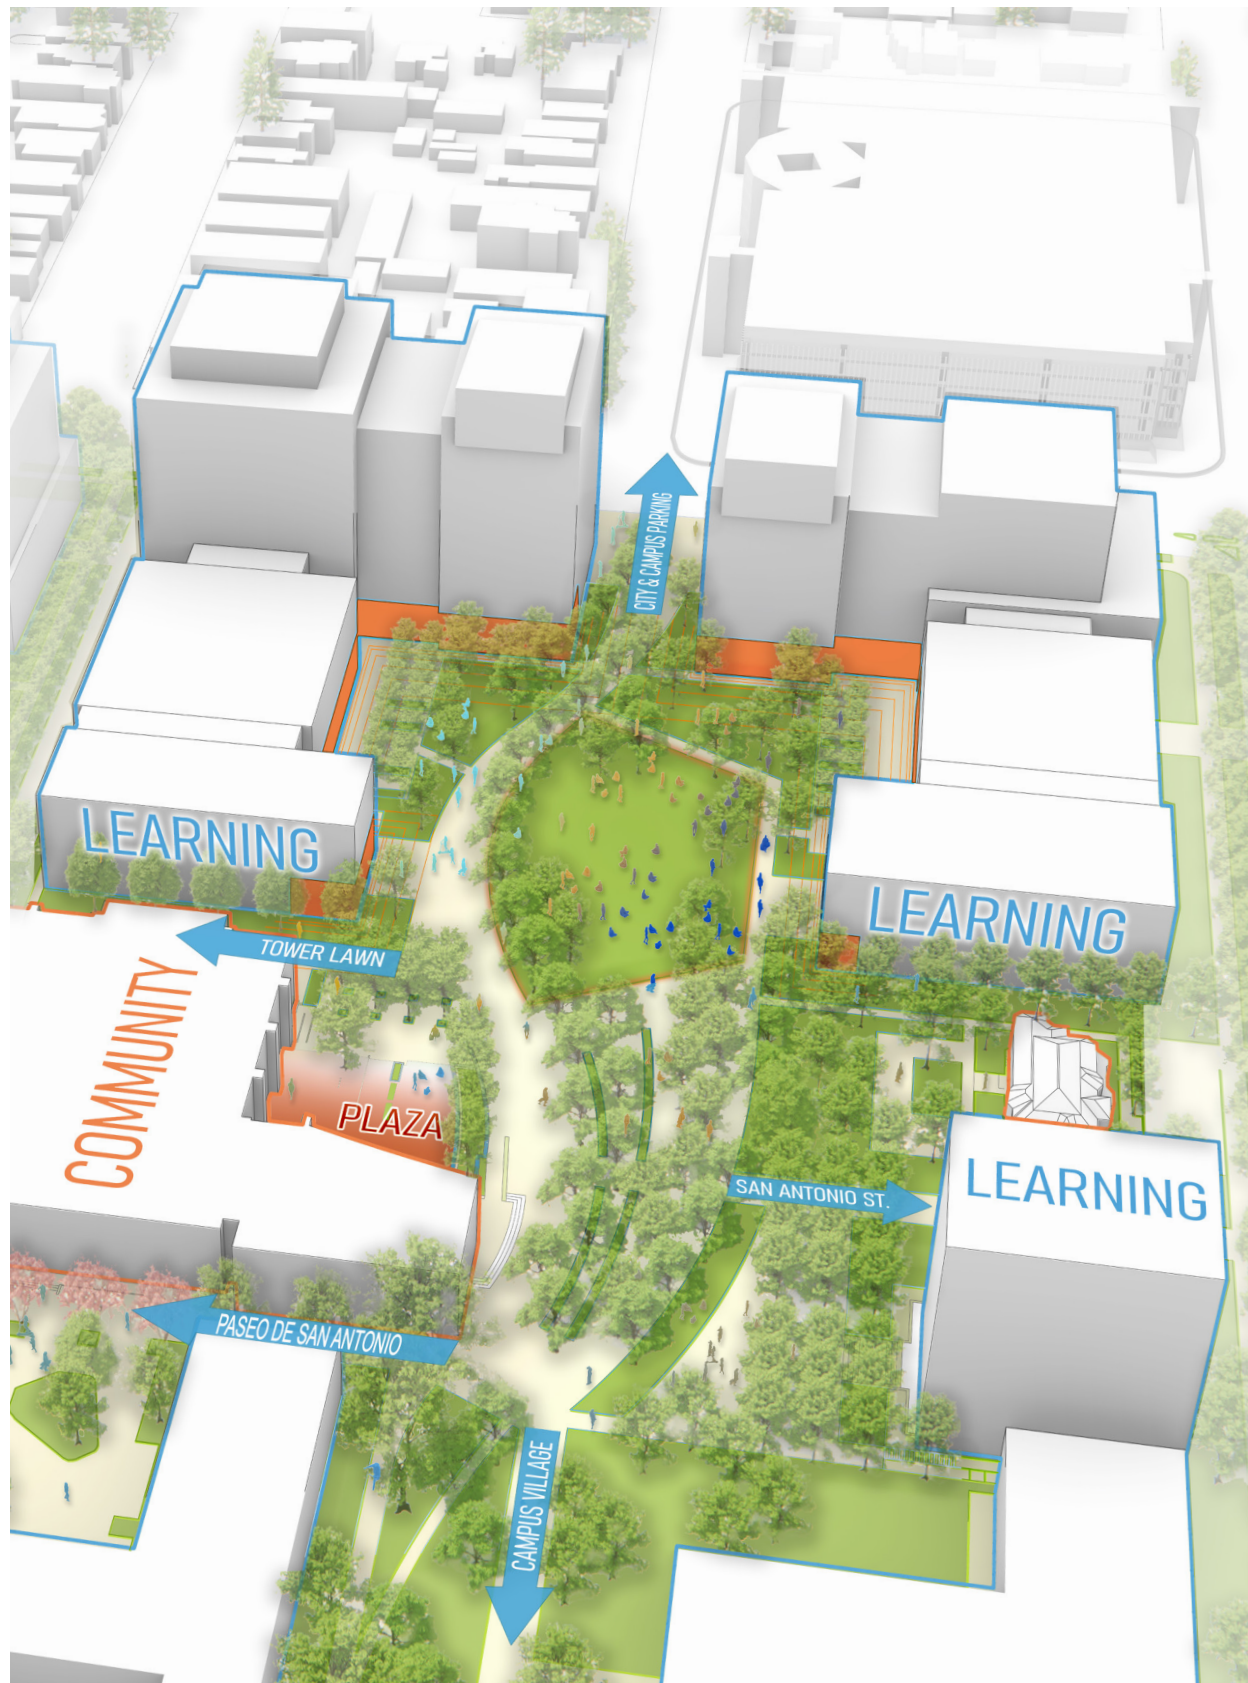 CITY & CAMPUS PARKING
LEARNING
LEARNING
TOWER LAWN
COMMUNITY
PLAZA
SAN ANTONIO ST.
LEARNING
PASEO DE SAN ANTONIO
CAMPUS VILLAGE